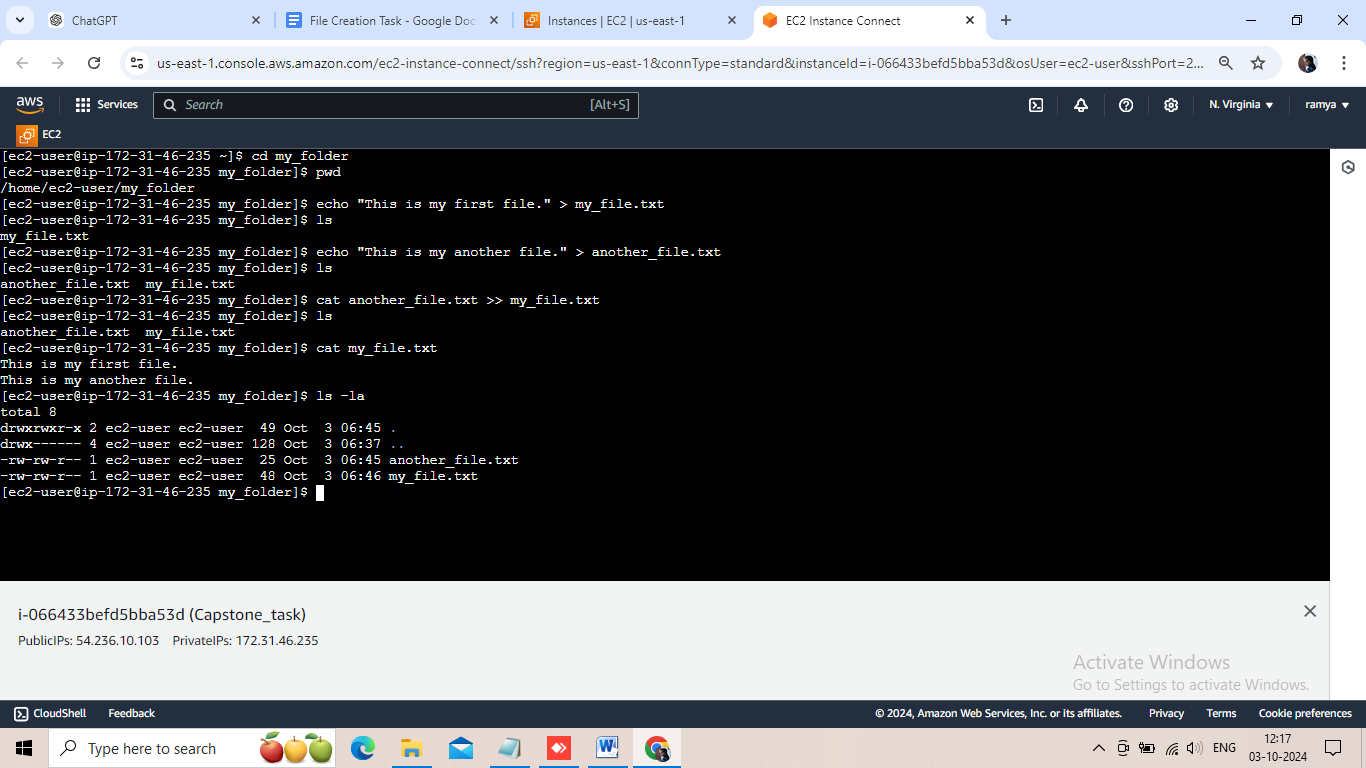 ChatGPT
File Creation Task - Google Doc
Instances | EC2 | us-east-1
EC2 Instance Connect
us-east-1.console.aws.amazon.com/ec2-instance-connect/ssh?region=us-east-1&connType=standard&instanceId=i-066433befd5bba53d&osUser=ec2-user&sshPort=2...
aws
Services
Search
[Alt+S]
N. Virginia
ramya
EC2
[ec2-user@ip-172-31-46-235 ~]$ cd my_folder
[ec2-user@ip-172-31-46-235 my_folder]$ pwd
/home/ec2-user/my_folder
[ec2-user@ip-172-31-46-235 my_folder]$ echo "This is my first file." > my_file.txt
[ec2-user@ip-172-31-46-235 my_folder]$ ls
my_file.txt
[ec2-user@ip-172-31-46-235 my_folder]$ echo "This is my another file." > another_file.txt
[ec2-user@ip-172-31-46-235 my_folder]$ ls
another_file.txt  my_file.txt
[ec2-user@ip-172-31-46-235 my_folder]$ cat another_file.txt >> my_file.txt
[ec2-user@ip-172-31-46-235 my_folder]$ ls
another_file.txt  my_file.txt
[ec2-user@ip-172-31-46-235 my_folder]$ cat my_file.txt
This is my first file.
This is my another file.
[ec2-user@ip-172-31-46-235 my_folder]$ ls -la
total 8
drwxrwxr-x 2 ec2-user ec2-user  49 Oct  3 06:45 .
drwx------ 4 ec2-user ec2-user 128 Oct  3 06:37 ..
-rw-rw-r-- 1 ec2-user ec2-user  25 Oct  3 06:45 another_file.txt
-rw-rw-r-- 1 ec2-user ec2-user  48 Oct  3 06:46 my_file.txt
[ec2-user@ip-172-31-46-235 my_folder]$
i-066433befd5bba53d (Capstone_task)
PublicIPs: 54.236.10.103 PrivateIPs: 172.31.46.235
Activate Windows
Go to Settings to activate Windows.
CloudShell
Feedback
© 2024, Amazon Web Services, Inc. or its affiliates.
Privacy
Terms
Cookie preferences
Type here to search
ENG
12:17
03-10-2024